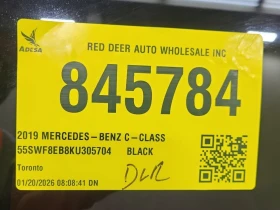 ADESA
RED DEER AUTO WHOLESALE INC
845784
2019 MERCEDES-BENZ C-CLASS
55SWF8EB8KU305704 BLACK
Toronto
DLR
01/20/2026 08:08:41 DN